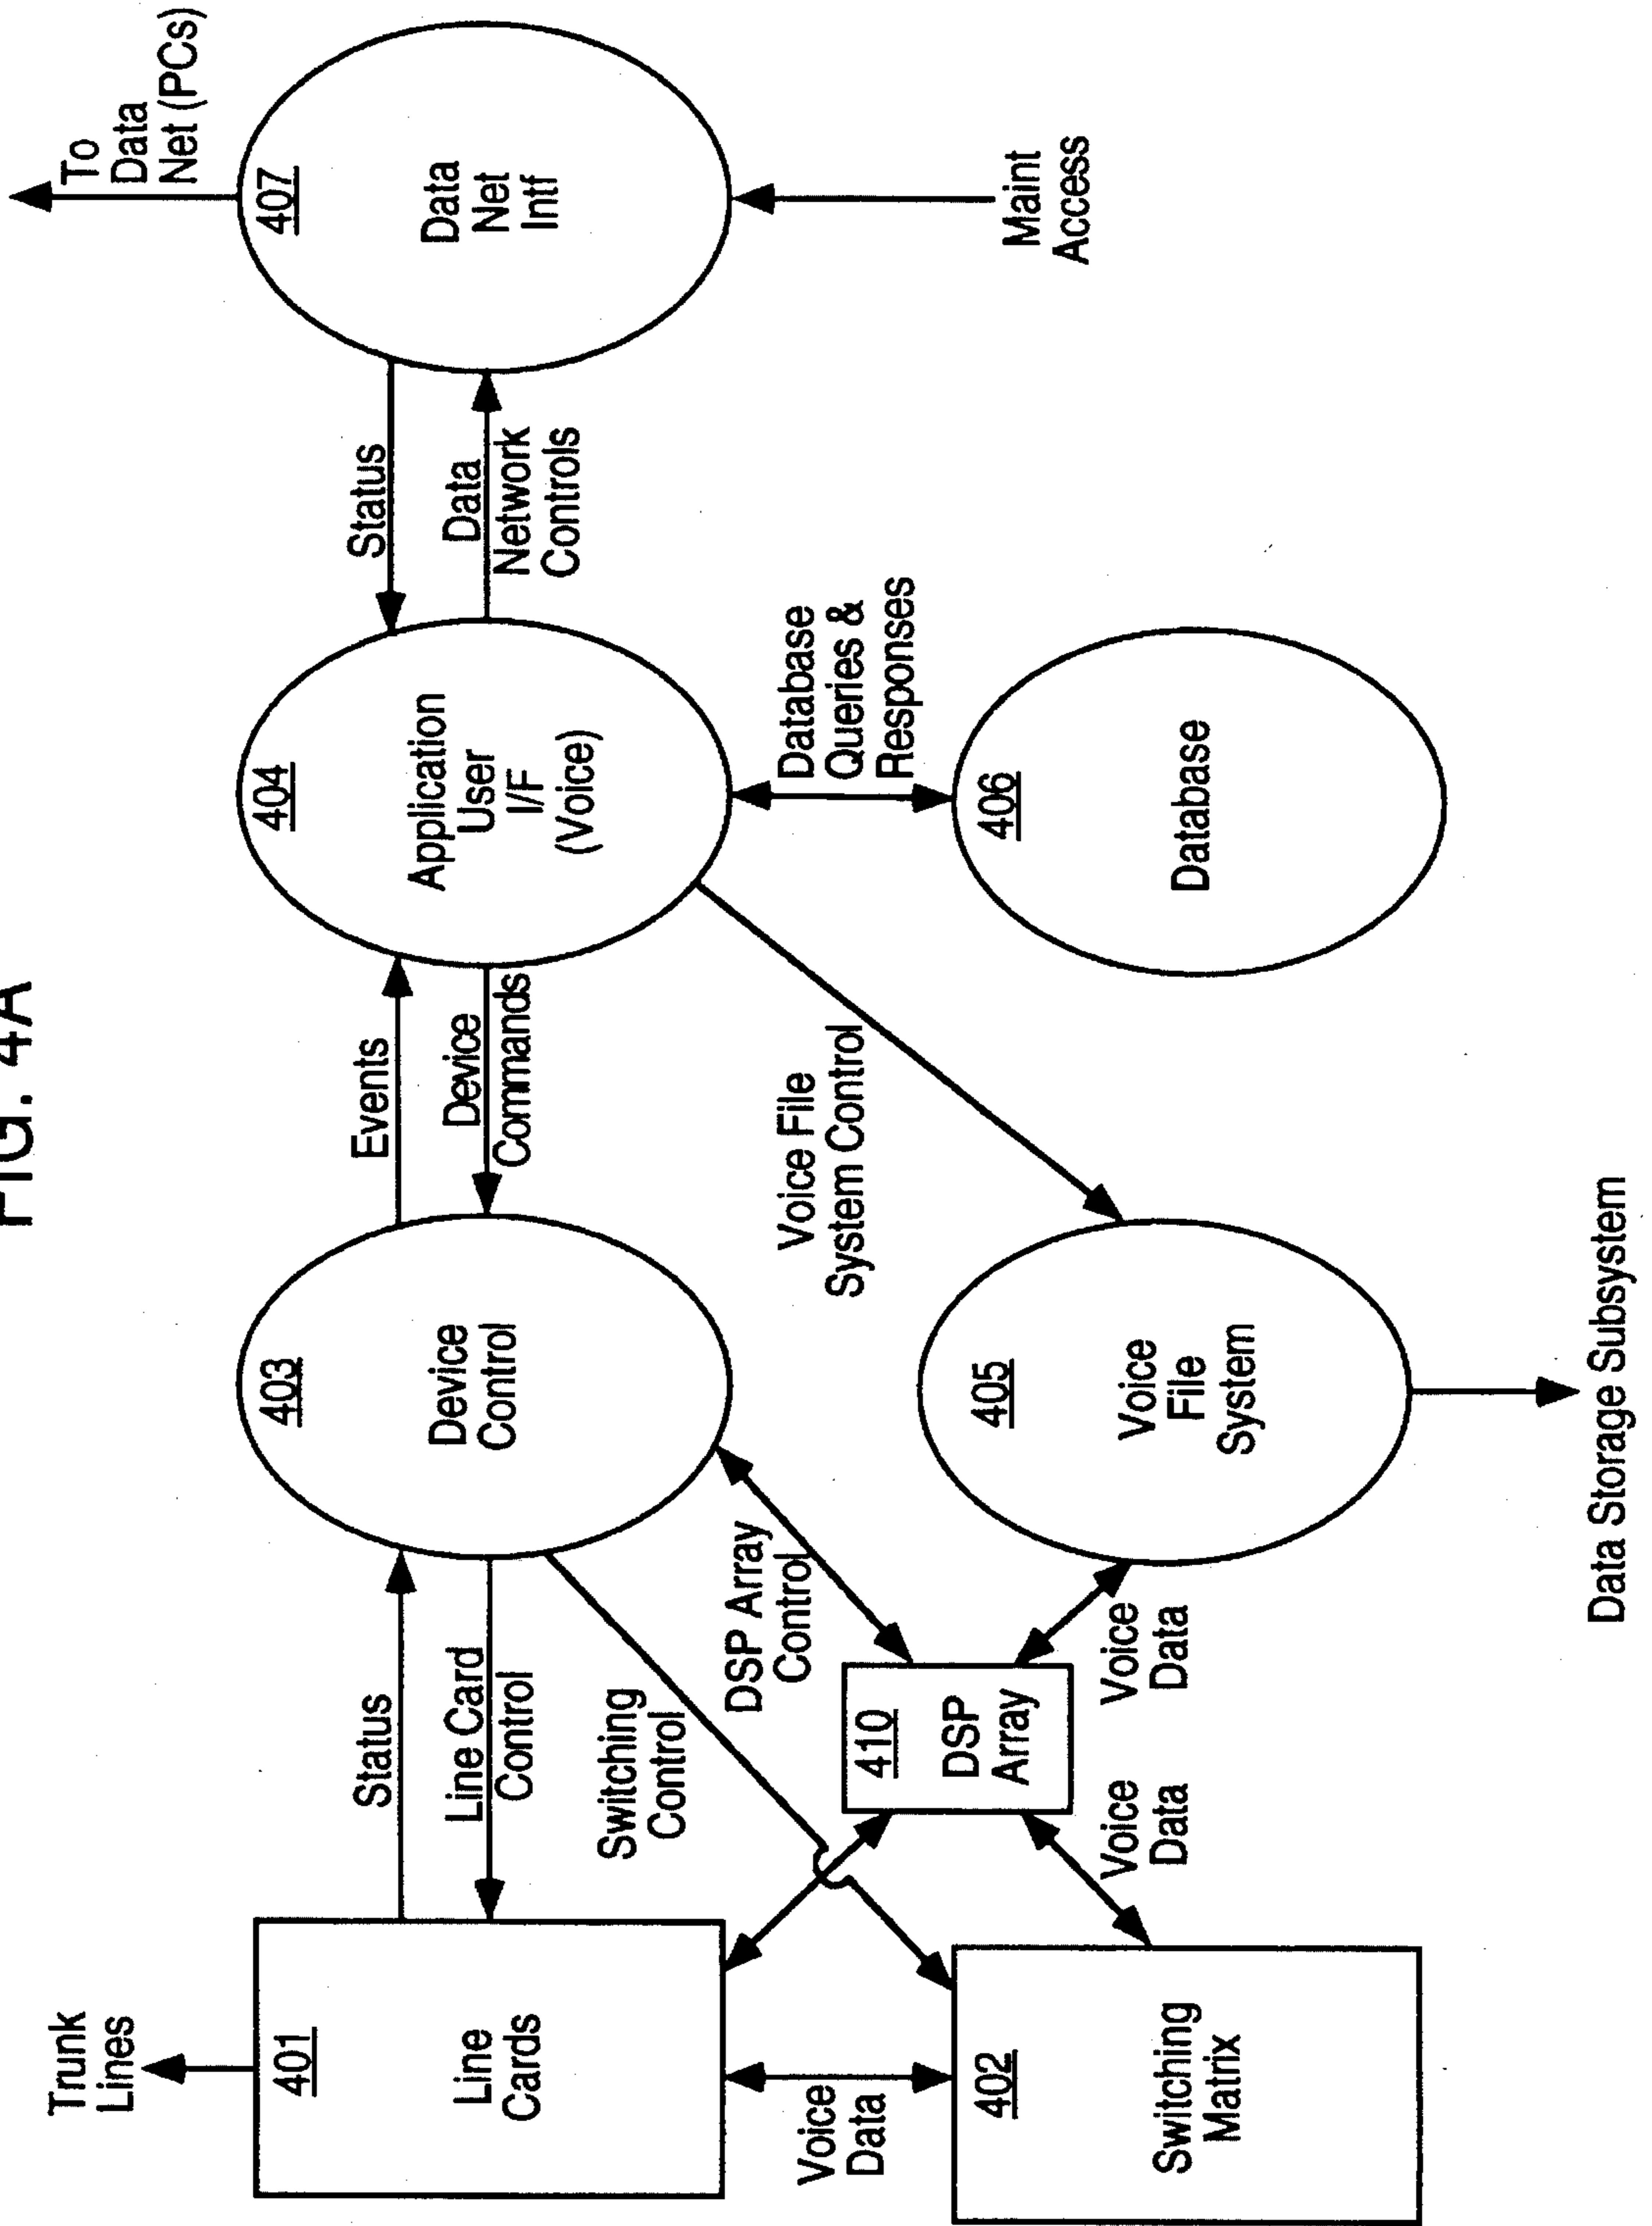 FIG. 4A
Trunk
Lines
401
Line
Cards
Status
Line Card
Control
Switching
Control
403
Device
Control
Events
Device
Commands
404
Application
User
I/F
(Voice)
Status
Data
Network
Controls
407
Data
Net
Intf
To
Data
Net (PCs)
Maint
Access
Voice
Data
402
Switching
Matrix
DSP Array
Control
410
DSP
Array
Voice
Data
Voice
Data
405
Voice
File
System
Voice File
System Control
Database
Queries &
Responses
406
Database
Data Storage Subsystem